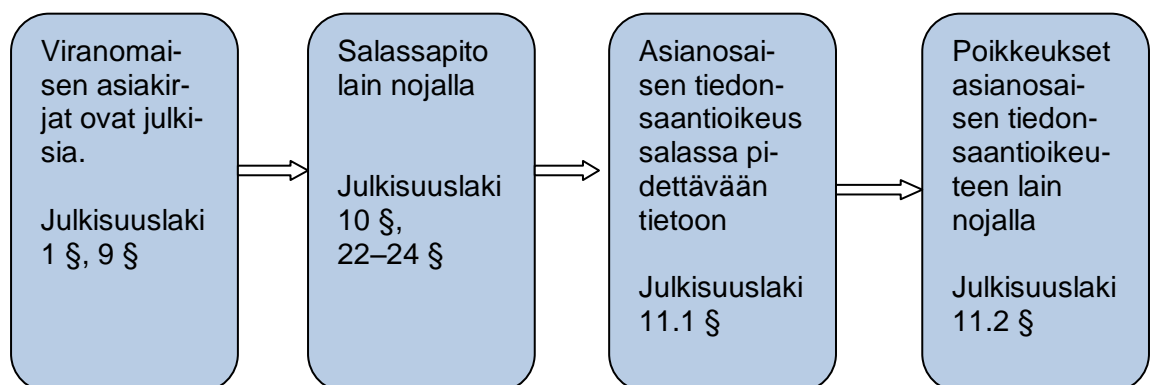 Viranomai-
sen asiakir-
jat ovat julki-
sia.
Julkisuuslaki
1 §, 9 §
Salassapito
lain nojalla
Julkisuuslaki
10 §,
22–24 §
Asianosai-
sen tiedon-
saantioikeus
salassa pi-
dettävään
tietoon
Julkisuuslaki
11.1 §
Poikkeukset
asianosai-
sen tiedon-
saantioikeu-
teen lain
nojalla
Julkisuuslaki
11.2 §